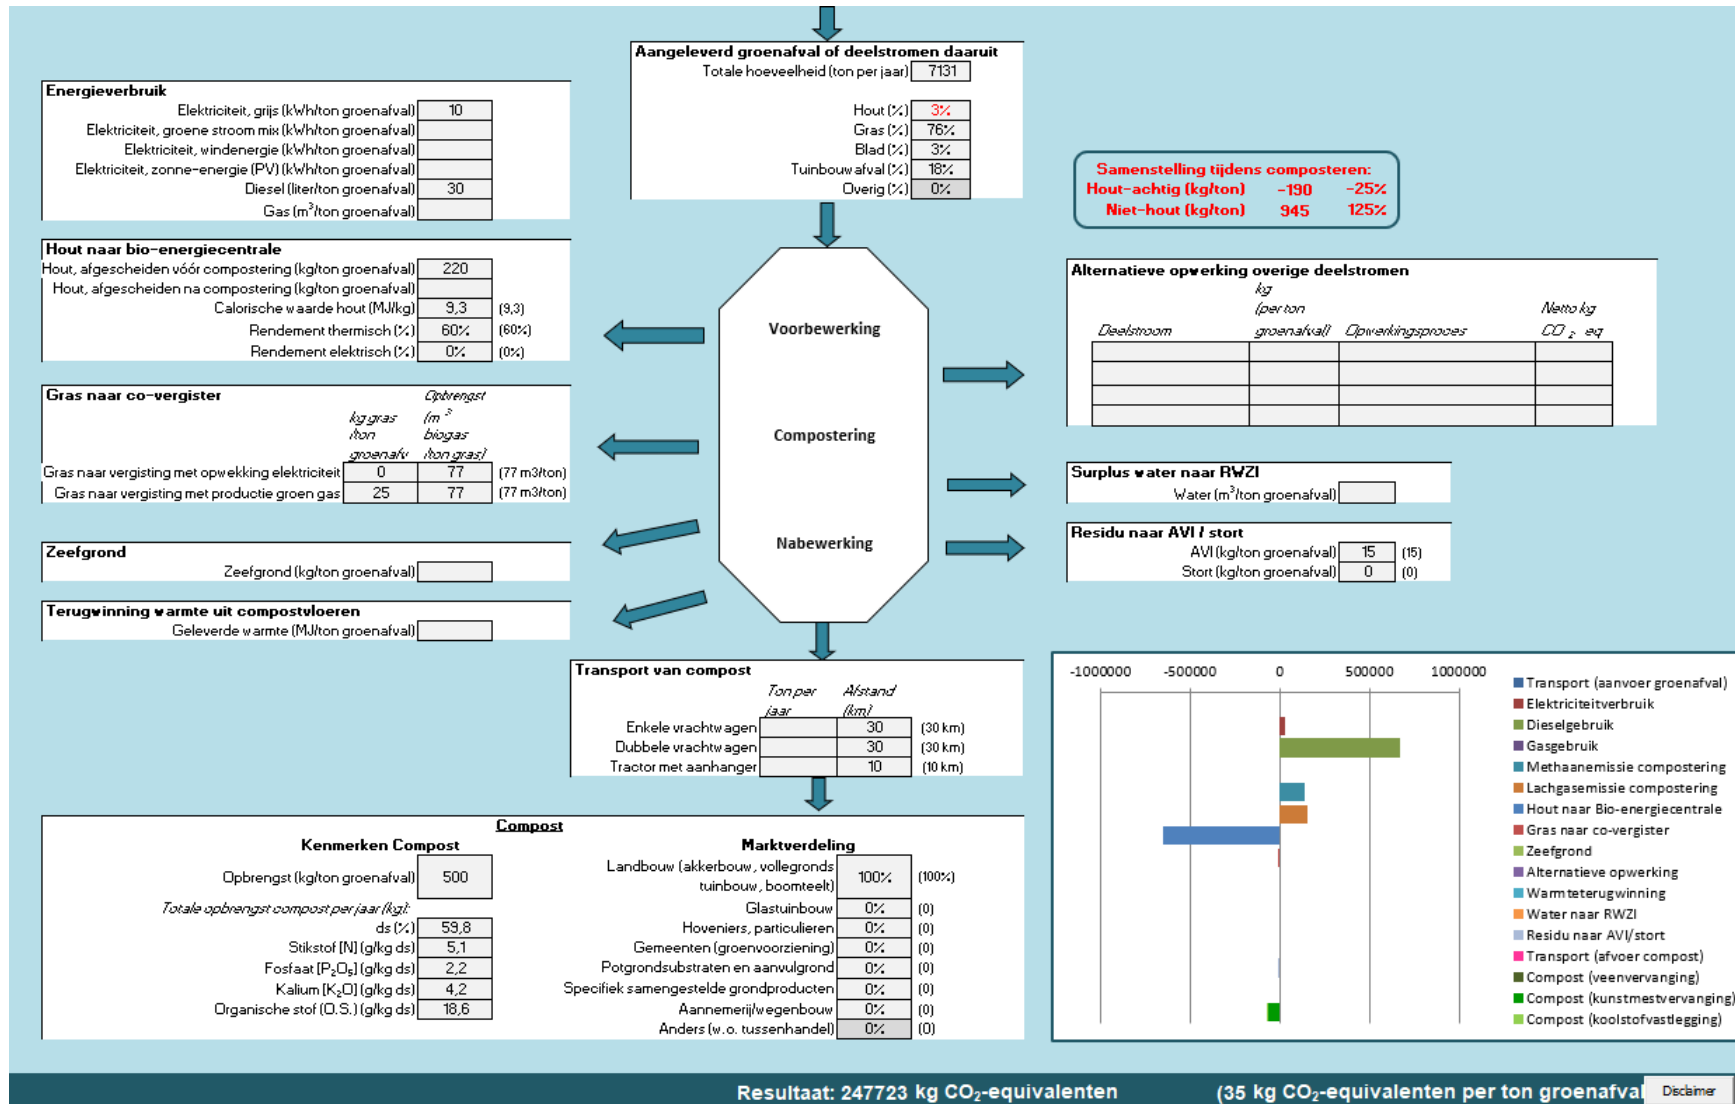 Aangeleverd groenafval of deelstromen daaruit
Totale hoeveelheid (ton per jaar) 7131
Hout (%) 3%
Gras (%) 76%
Blad (%) 3%
Tuinbouwafval (%) 18%
Overig (%) 0%
Energieverbruik
Elektriciteit, grijs (kWh/ton groenafval) 10
Elektriciteit, groene stroom mix (kWh/ton groenafval)
Elektriciteit, windenergie (kWh/ton groenafval)
Elektriciteit, zonne-energie (PV) (kWh/ton groenafval)
Diesel (liter/ton groenafval) 30
Gas (m³/ton groenafval)
Samenstelling tijdens composteren:
Hout-achtig (kg/ton) -190 -25%
Niet-hout (kg/ton) 945 125%
Hout naar bio-energiecentrale
Hout, afgescheiden vóór compostering (kg/ton groenafval) 220
Hout, afgescheiden na compostering (kg/ton groenafval)
Calorische waarde hout (MJ/kg) 9,3 (9,3)
Rendement thermisch (%) 60% (60%)
Rendement elektrisch (%) 0% (0%)
Voorbewerking
Compostering
Nabewerking
Alternatieve opwerking overige deelstromen
kg
(per ton Netto kg
Deelstroom groenafval) Opwerkingsproces CO₂ eq
Gras naar co-vergister Opbrengst
kg gras (m³
/ton biogas
groenafv /ton gras)
Gras naar vergisting met opwekking elektriciteit 0 77 (77 m3/ton)
Gras naar vergisting met productie groen gas 25 77 (77 m3/ton)
Surplus water naar RWZI
Water (m³/ton groenafval)
Residu naar AVI / stort
AVI (kg/ton groenafval) 15 (15)
Stort (kg/ton groenafval) 0 (0)
Zeefgrond
Zeefgrond (kg/ton groenafval)
Terugwinning warmte uit compostvloeren
Geleverde warmte (MJ/ton groenafval)
Transport van compost
Ton per Afstand
jaar (km)
Enkele vrachtwagen 30 (30 km)
Dubbele vrachtwagen 30 (30 km)
Tractor met aanhanger 10 (10 km)
Compost
Kenmerken Compost
Opbrengst (kg/ton groenafval) 500
Totale opbrengst compost per jaar (kg):
ds (%) 59,8
Stikstof [N] (g/kg ds) 5,1
Fosfaat [P₂O₅] (g/kg ds) 2,2
Kalium [K₂O] (g/kg ds) 4,2
Organische stof (O.S.) (g/kg ds) 18,6
Marktverdeling
Landbouw (akkerbouw, vollegronds
tuinbouw, boomteelt) 100% (100%)
Glastuinbouw 0% (0)
Hoveniers, particulieren 0% (0)
Gemeenten (groenvoorziening) 0% (0)
Potgrondsubstraten en aanvulgrond 0% (0)
Specifiek samengestelde grondproducten 0% (0)
Aannemerij/wegenbouw 0% (0)
Anders (w.o. tussenhandel) 0% (0)
-1000000 -500000 0 500000 1000000
Transport (aanvoer groenafval)
Elektriciteitverbruik
Dieselgebruik
Gasgebruik
Methaanemissie compostering
Lachgasemissie compostering
Hout naar Bio-energiecentrale
Gras naar co-vergister
Zeefgrond
Alternatieve opwerking
Warmteterugwinning
Water naar RWZI
Residu naar AVI/stort
Transport (afvoer compost)
Compost (veenvervanging)
Compost (kunstmestvervanging)
Compost (koolstofvastlegging)
Resultaat: 247723 kg CO₂-equivalenten (35 kg CO₂-equivalenten per ton groenafval Disclaimer